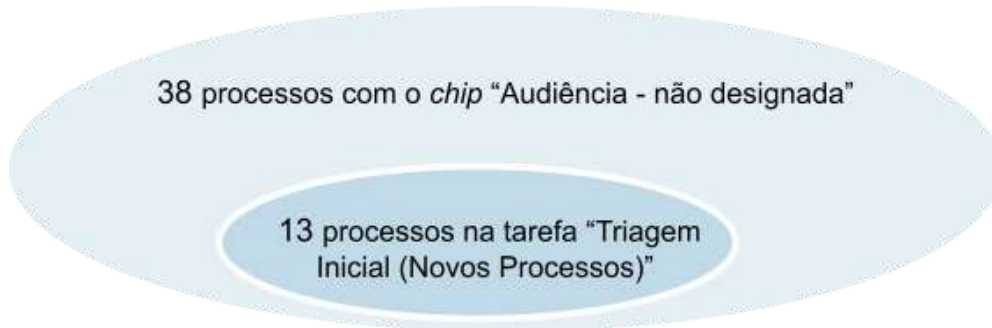 38 processos com o chip “Audiência - não designada”
13 processos na tarefa “Triagem
Inicial (Novos Processos)”